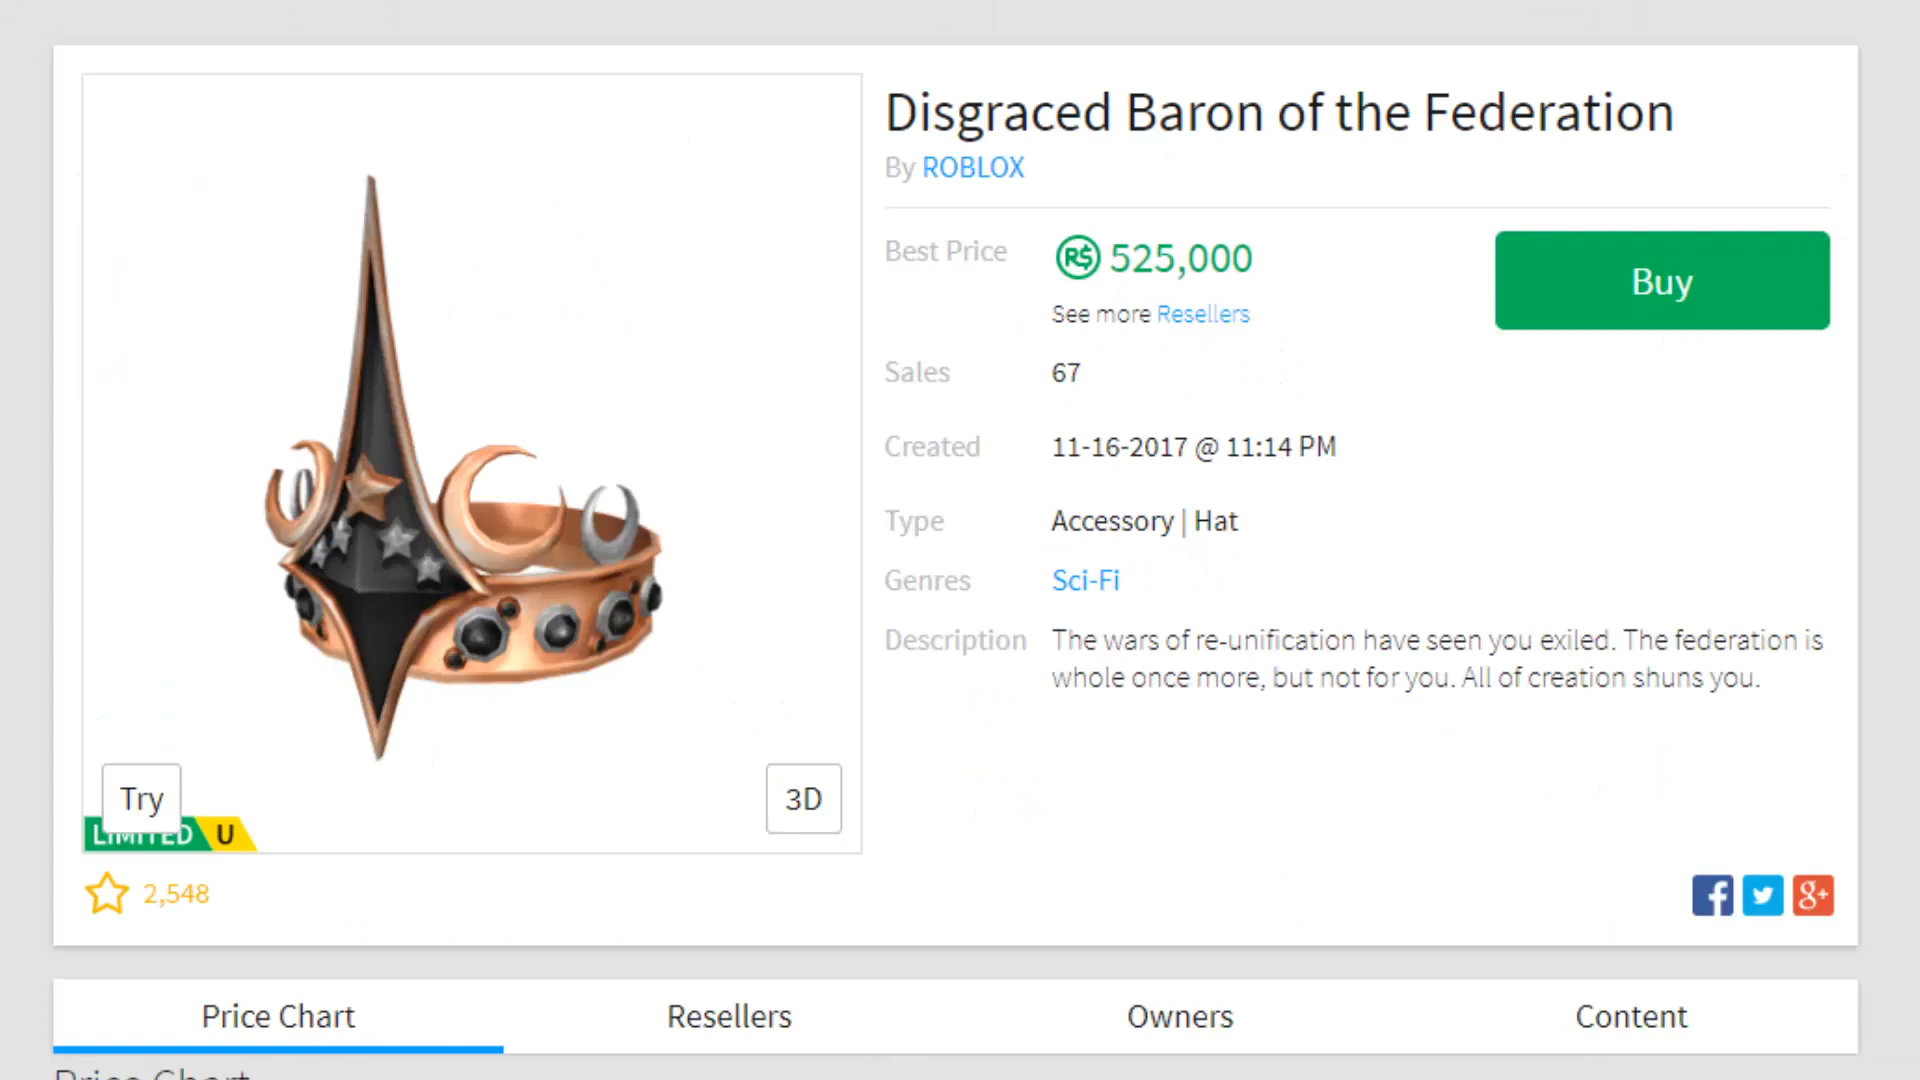 Disgraced Baron of the Federation
By ROBLOX
Best Price
R$ 525,000
Buy
See more Resellers
Sales 67
Created 11-16-2017 @ 11:14 PM
Type Accessory | Hat
Genres Sci-Fi
Description The wars of re-unification have seen you exiled. The federation is
whole once more, but not for you. All of creation shuns you.
Try
3D
LIMITED U
2,548
f
g+
Price Chart Resellers Owners Content
Price Chart